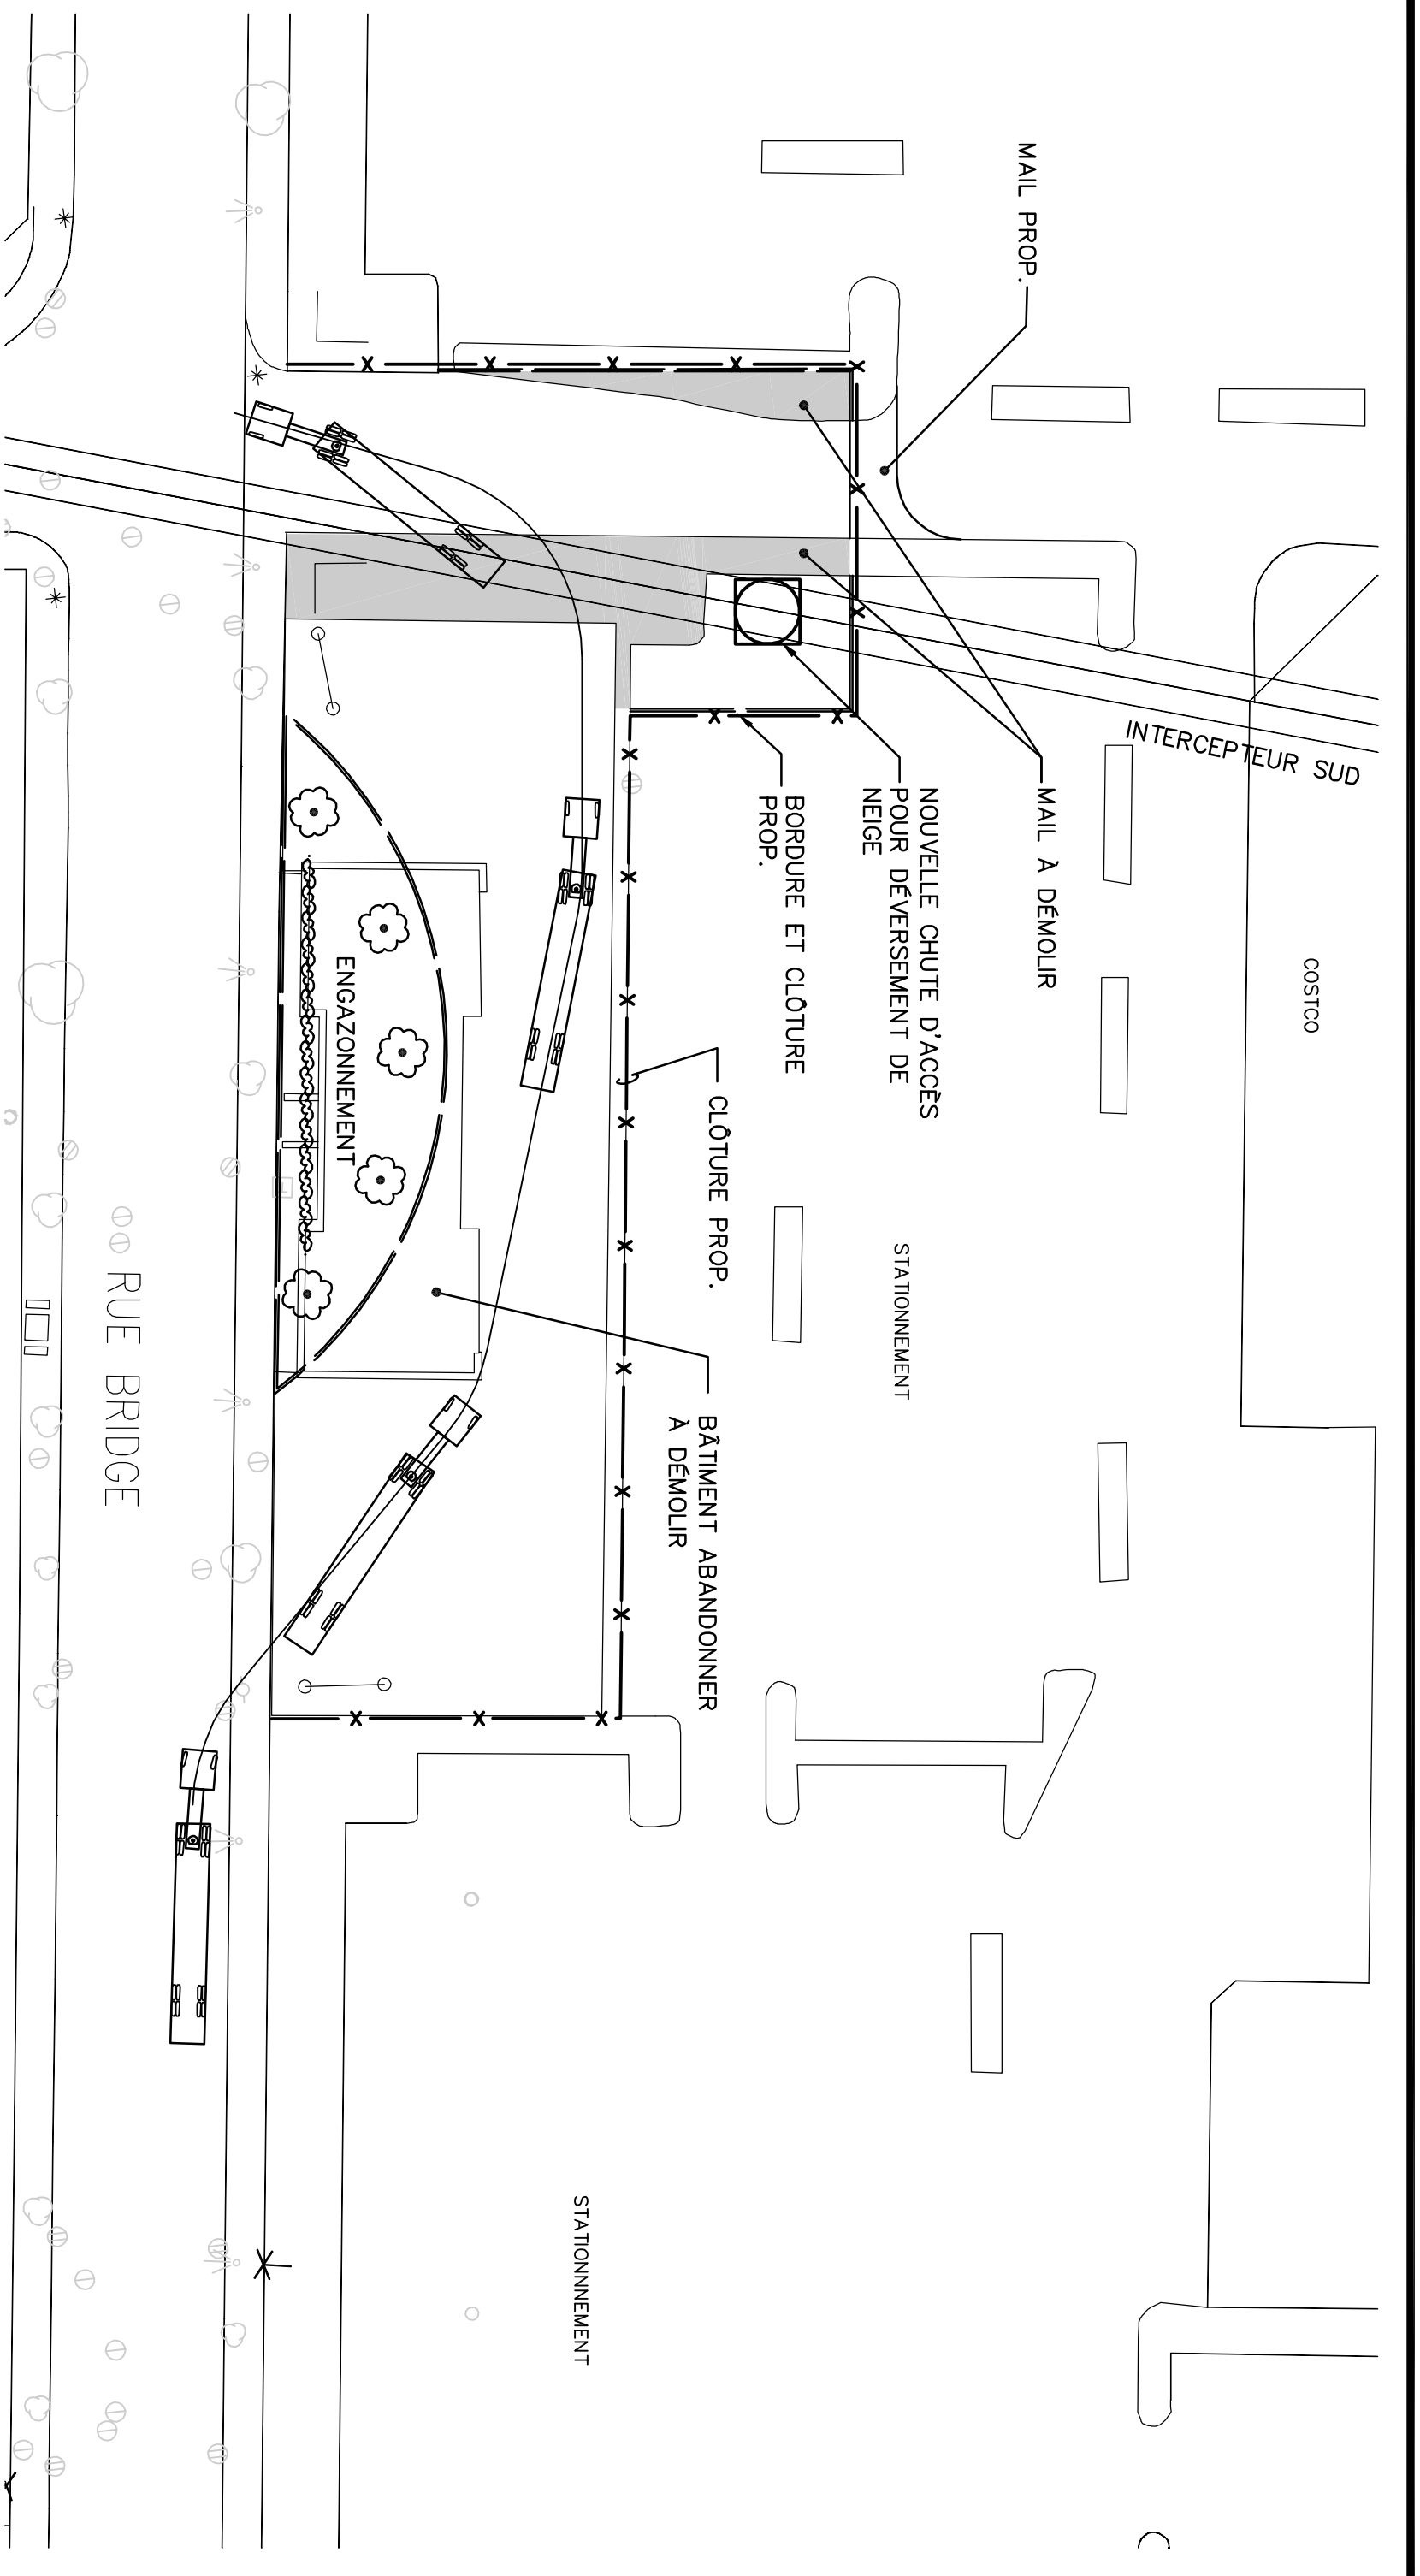 MAIL PROP.
INTERCEPTEUR SUD
COSTCO
MAIL À DÉMOLIR
NOUVELLE CHUTE D'ACCÈS
POUR DÉVERSEMENT DE
NEIGE
BORDURE ET CLÔTURE
PROP.
CLÔTURE PROP.
STATIONNEMENT
ENGAZONNEMENT
BÂTIMENT ABANDONNER
À DÉMOLIR
RUE BRIDGE
STATIONNNEMENT